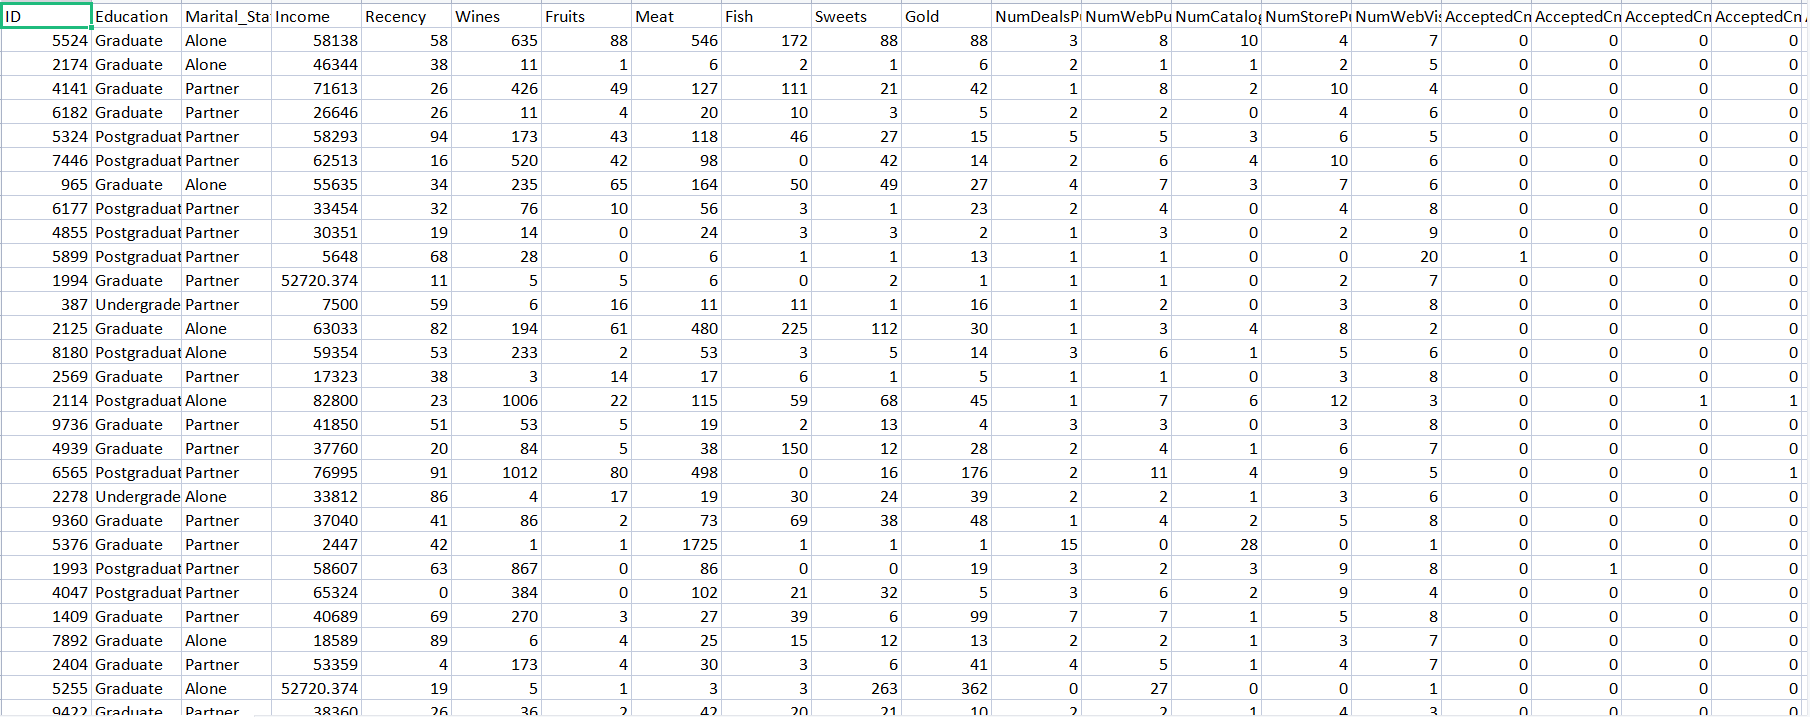 ID Education Marital_Sta Income Recency Wines Fruits Meat Fish Sweets Gold NumDealsPu NumWebPu NumCatalog NumStorePu NumWebVis AcceptedCn AcceptedCn AcceptedCn AcceptedCn
5524 Graduate Alone 58138 58 635 88 546 172 88 88 3 8 10 4 7 0 0 0 0
2174 Graduate Alone 46344 38 11 1 6 2 1 6 2 1 1 2 5 0 0 0 0
4141 Graduate Partner 71613 26 426 49 127 111 21 42 1 8 2 10 4 0 0 0 0
6182 Graduate Partner 26646 26 11 4 20 10 3 5 2 2 0 4 6 0 0 0 0
5324 Postgraduat Partner 58293 94 173 43 118 46 27 15 5 5 3 6 5 0 0 0 0
7446 Postgraduat Partner 62513 16 520 42 98 0 42 14 2 6 4 10 6 0 0 0 0
965 Graduate Alone 55635 34 235 65 164 50 49 27 4 7 3 7 6 0 0 0 0
6177 Postgraduat Partner 33454 32 76 10 56 3 1 23 2 4 0 4 8 0 0 0 0
4855 Postgraduat Partner 30351 19 14 0 24 3 3 2 1 3 0 2 9 0 0 0 0
5899 Postgraduat Partner 5648 68 28 0 6 1 1 13 1 1 0 0 20 1 0 0 0
1994 Graduate Partner 52720.374 11 5 5 6 0 2 1 1 1 0 2 7 0 0 0 0
387 Undergrade Partner 7500 59 6 16 11 11 1 16 1 2 0 3 8 0 0 0 0
2125 Graduate Alone 63033 82 194 61 480 225 112 30 1 3 4 8 2 0 0 0 0
8180 Postgraduat Alone 59354 53 233 2 53 3 5 14 3 6 1 5 6 0 0 0 0
2569 Graduate Partner 17323 38 3 14 17 6 1 5 1 1 0 3 8 0 0 0 0
2114 Postgraduat Alone 82800 23 1006 22 115 59 68 45 1 7 6 12 3 0 0 1 1
9736 Graduate Partner 41850 51 53 5 19 2 13 4 3 3 0 3 8 0 0 0 0
4939 Graduate Partner 37760 20 84 5 38 150 12 28 2 4 1 6 7 0 0 0 0
6565 Postgraduat Partner 76995 91 1012 80 498 0 16 176 2 11 4 9 5 0 0 0 1
2278 Undergrade Alone 33812 86 4 17 19 30 24 39 2 2 1 3 6 0 0 0 0
9360 Graduate Partner 37040 41 86 2 73 69 38 48 1 4 2 5 8 0 0 0 0
5376 Graduate Partner 2447 42 1 1 1725 1 1 1 15 0 28 0 1 0 0 0 0
1993 Postgraduat Partner 58607 63 867 0 86 0 0 19 3 2 3 9 8 0 1 0 0
4047 Postgraduat Partner 65324 0 384 0 102 21 32 5 3 6 2 9 4 0 0 0 0
1409 Graduate Partner 40689 69 270 3 27 39 6 99 7 7 1 5 8 0 0 0 0
7892 Graduate Alone 18589 89 6 4 25 15 12 13 2 2 1 3 7 0 0 0 0
2404 Graduate Partner 53359 4 173 4 30 3 6 41 4 5 1 4 7 0 0 0 0
5255 Graduate Alone 52720.374 19 5 1 3 3 263 362 0 27 0 0 1 0 0 0 0
9422 Graduate Partner 38360 26 36 2 42 20 21 10 2 2 1 4 3 0 0 0 0